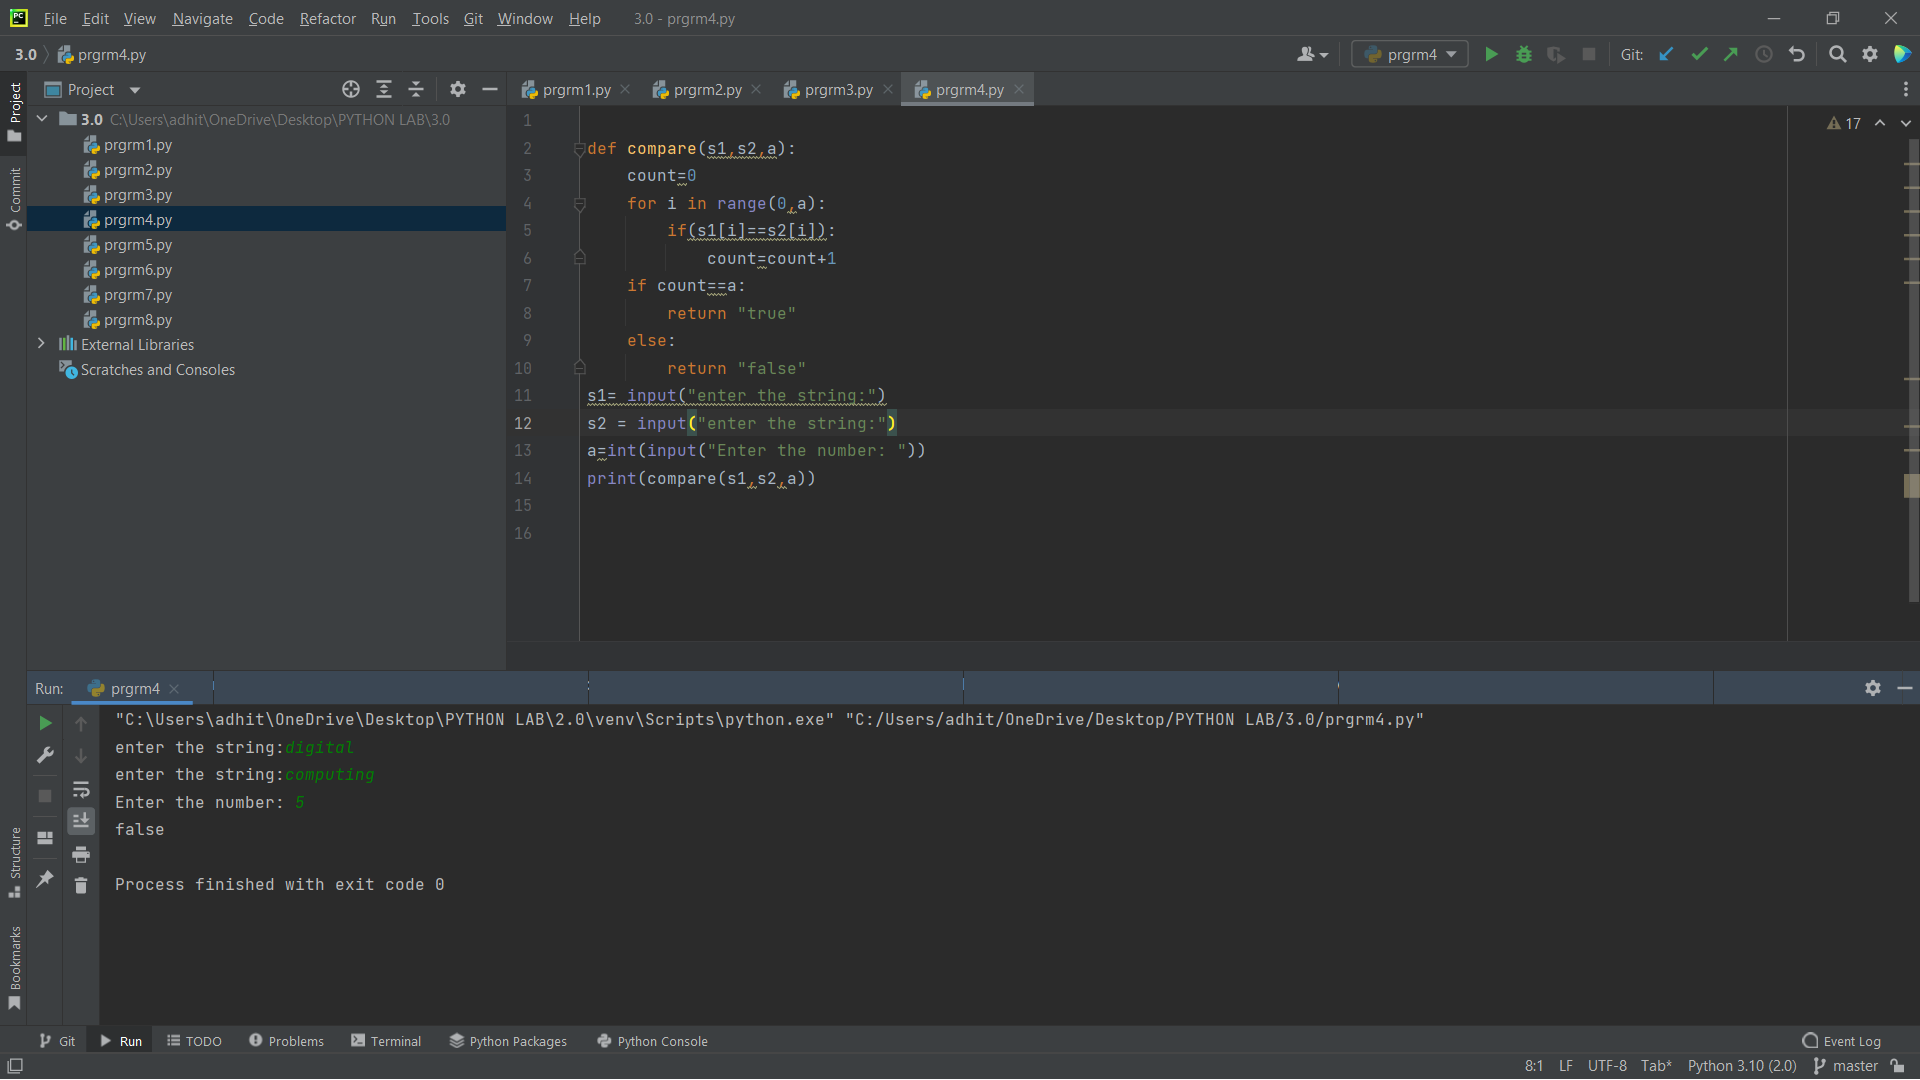 File Edit View Navigate Code Refactor Run Tools Git Window Help 3.0 - prgrm4.py
3.0 prgrm4.py
prgrm4 Git:
Project
prgrm1.py prgrm2.py prgrm3.py prgrm4.py
3.0 C:\Users\adhit\OneDrive\Desktop\PYTHON LAB\3.0
prgrm1.py
prgrm2.py
prgrm3.py
prgrm4.py
prgrm5.py
prgrm6.py
prgrm7.py
prgrm8.py
External Libraries
Scratches and Consoles
Project
Commit
Structure
Bookmarks
17
1
2 def compare(s1,s2,a):
3 count=0
4 for i in range(0,a):
5 if(s1[i]==s2[i]):
6 count=count+1
7 if count==a:
8 return "true"
9 else:
10 return "false"
11 s1= input("enter the string:")
12 s2 = input("enter the string:")
13 a=int(input("Enter the number: "))
14 print(compare(s1,s2,a))
15
16
Run: prgrm4
"C:\Users\adhit\OneDrive\Desktop\PYTHON LAB\2.0\venv\Scripts\python.exe" "C:/Users/adhit/OneDrive/Desktop/PYTHON LAB/3.0/prgrm4.py"
enter the string:digital
enter the string:computing
Enter the number: 5
false
Process finished with exit code 0
Git Run TODO Problems Terminal Python Packages Python Console Event Log
8:1 LF UTF-8 Tab* Python 3.10 (2.0) master